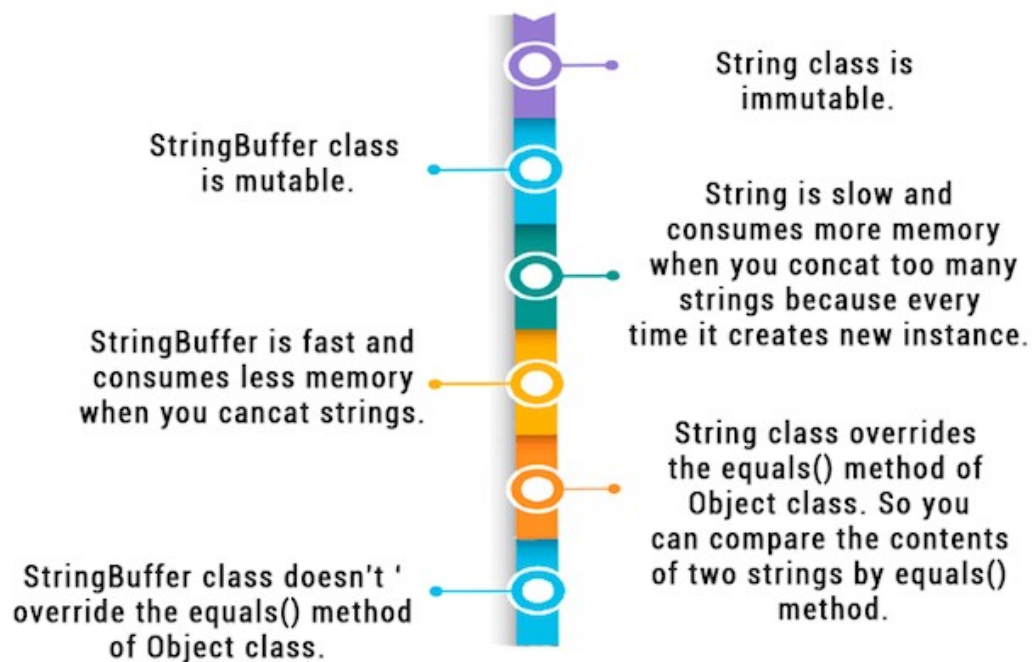 String class is
immutable.
StringBuffer class
is mutable.
String is slow and
consumes more memory
when you concat too many
strings because every
time it creates new instance.
StringBuffer is fast and
consumes less memory
when you cancat strings.
String class overrides
the equals() method of
Object class. So you
can compare the contents
of two strings by equals()
method.
StringBuffer class doesn't ‘
override the equals() method
of Object class.